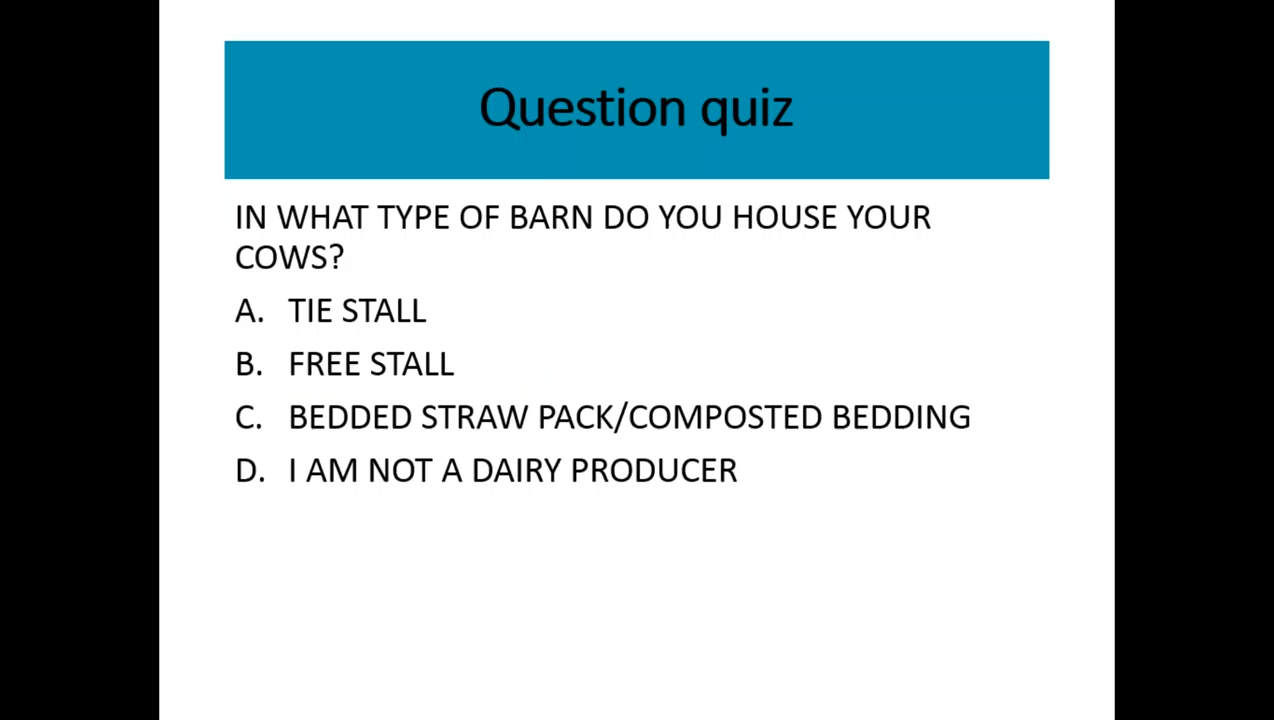 Question quiz
IN WHAT TYPE OF BARN DO YOU HOUSE YOUR
COWS?
A. TIE STALL
B. FREE STALL
C. BEDDED STRAW PACK/COMPOSTED BEDDING
D. I AM NOT A DAIRY PRODUCER